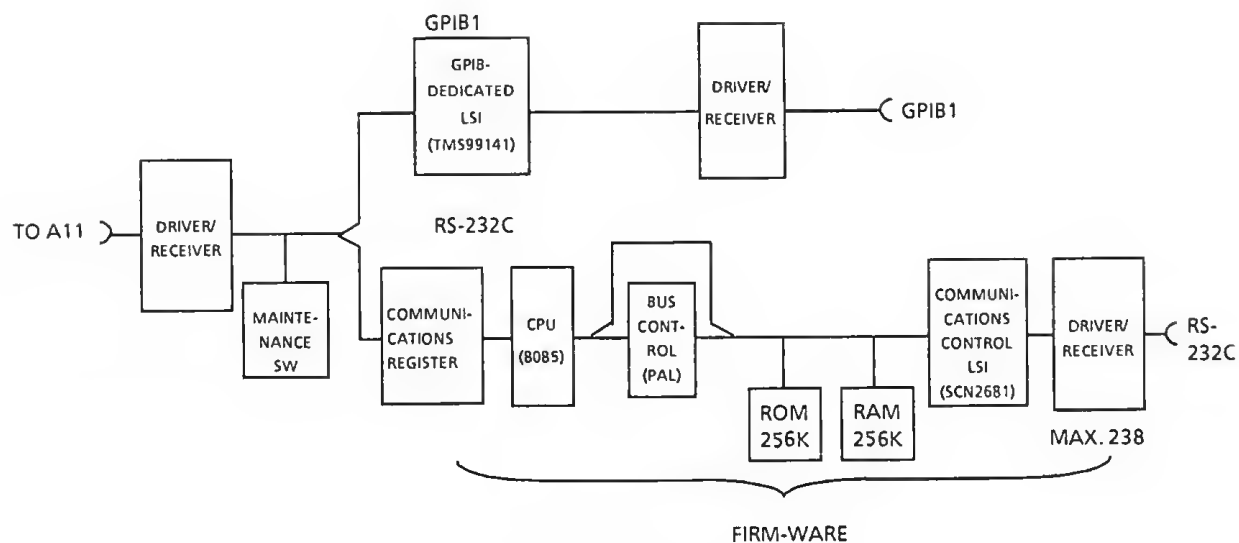 GPIB1
GPIB-
DEDICATED
LSI
(TMS99141)
DRIVER/
RECEIVER
GPIB1
TO A11
DRIVER/
RECEIVER
MAINTE-
NANCE
SW
RS-232C
COMMUNI-
CATIONS
REGISTER
CPU
(8085)
BUS
CONT-
ROL
(PAL)
ROM
256K
RAM
256K
COMMUNI-
CATIONS
CONTROL
LSI
(SCN2681)
DRIVER/
RECEIVER
MAX. 238
RS-
232C
FIRM-WARE